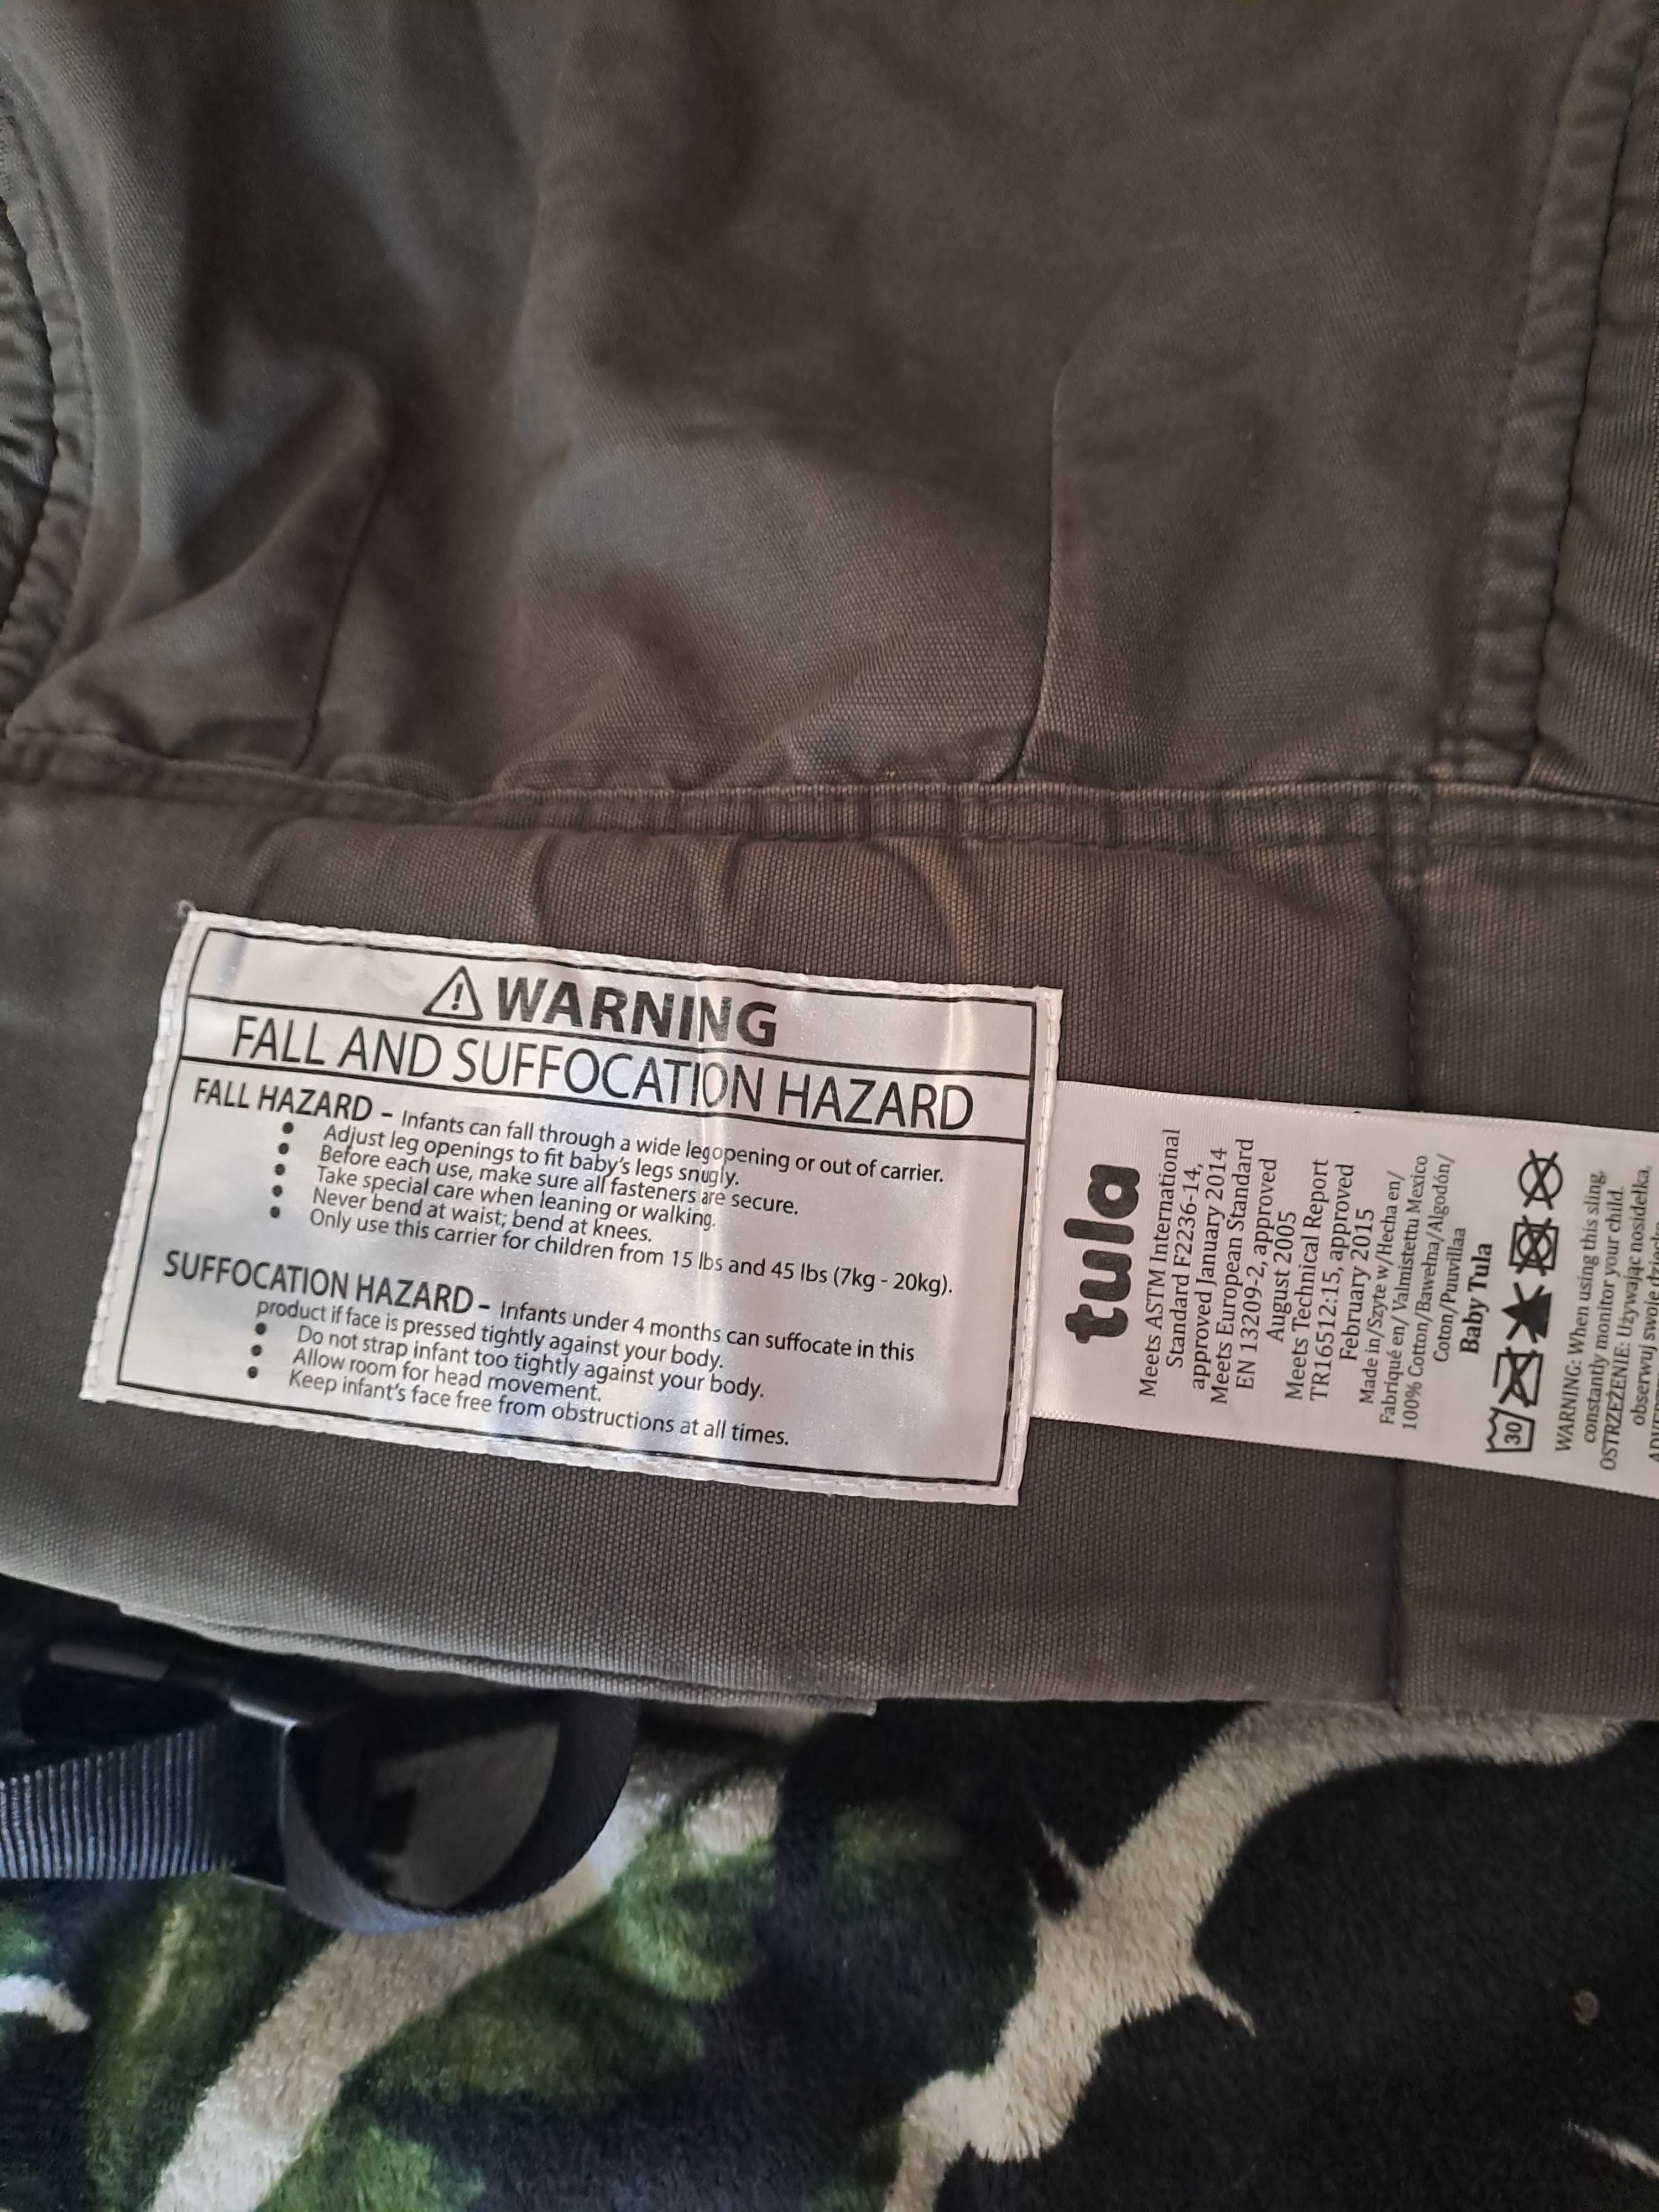 WARNING
FALL AND SUFFOCATION HAZARD
FALL HAZARD – Infants can fall through a wide leg opening or out of carrier.
• Adjust leg openings to fit baby's legs snugly.
• Before each use, make sure all fasteners are secure.
• Take special care when leaning or walking.
• Never bend at waist; bend at knees.
• Only use this carrier for children from 15 lbs and 45 lbs (7kg - 20kg).
SUFFOCATION HAZARD – Infants under 4 months can suffocate in this
product if face is pressed tightly against your body.
• Do not strap infant too tightly against your body.
• Allow room for head movement.
• Keep infant's face free from obstructions at all times.
tula
Meets ASTM International
Standard F2236-14,
approved January 2014
Meets European Standard
EN 13209-2, approved
August 2005
Meets Technical Report
TR16512:15, approved
February 2015
Made in/Szyte w/Hecha en/
Fabriqué en/ Valmistettu Mexico
100% Cotton/Bawełna/Algodón/
Coton/Puuvillaa
Baby Tula
30
WARNING: When using this sling,
constantly monitor your child.
OSTRZEŻENIE: Używając nosidełka,
obserwuj swoje dziecko